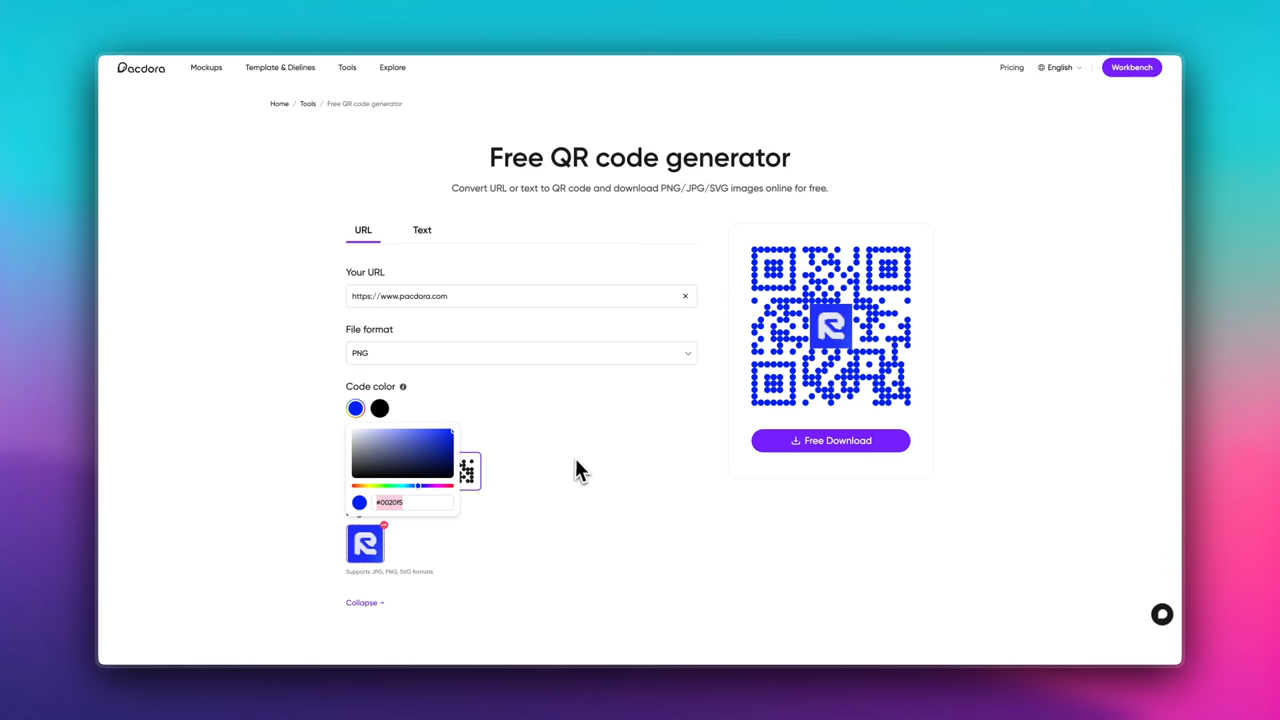 Pacdora
Mockups
Template & Dielines
Tools
Explore
Pricing
English
Workbench
Home / Tools / Free QR code generator
Free QR code generator
Convert URL or text to QR code and download PNG/JPG/SVG images online for free.
URL
Text
Your URL
https://www.pacdora.com
File format
PNG
Code color
#0020f5
R
Supports JPG, PNG, SVG formats
Collapse
R
Free Download